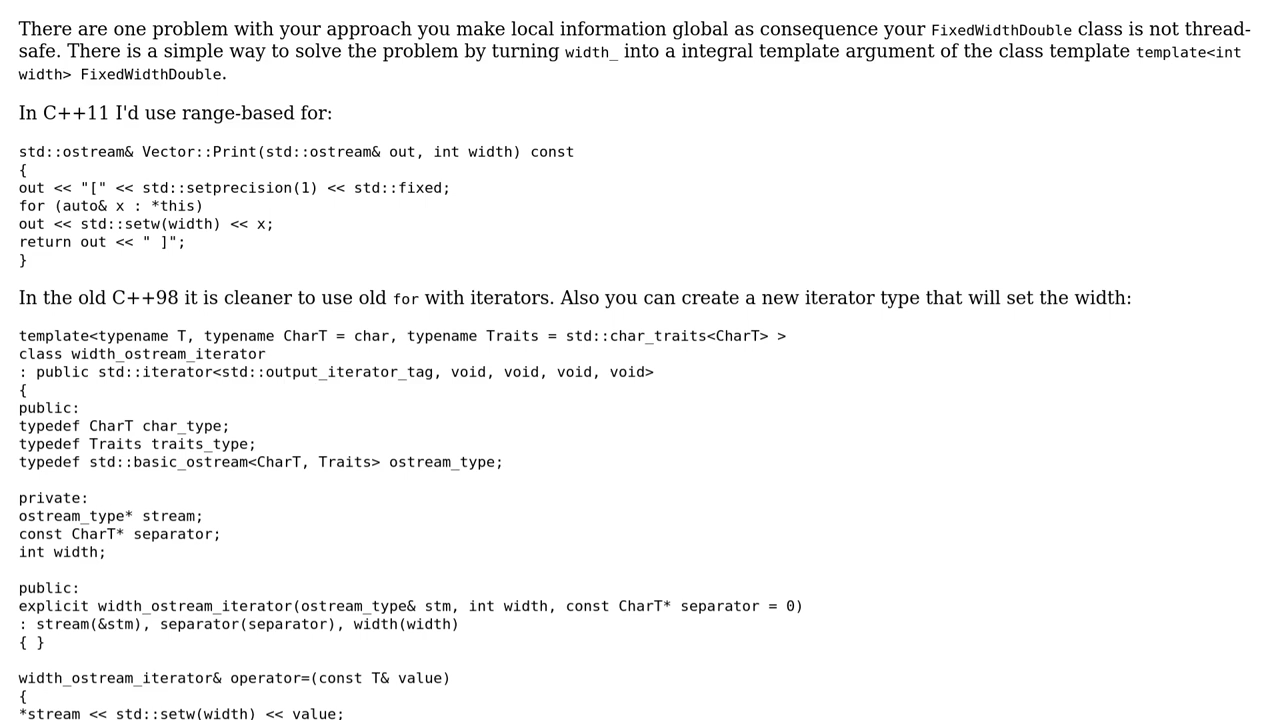 There are one problem with your approach you make local information global as consequence your FixedWidthDouble class is not thread-
safe. There is a simple way to solve the problem by turning width_ into a integral template argument of the class template template<int
width> FixedWidthDouble.
In C++11 I'd use range-based for:
std::ostream& Vector::Print(std::ostream& out, int width) const
{
out << "[" << std::setprecision(1) << std::fixed;
for (auto& x : *this)
out << std::setw(width) << x;
return out << " ]";
}
In the old C++98 it is cleaner to use old for with iterators. Also you can create a new iterator type that will set the width:
template<typename T, typename CharT = char, typename Traits = std::char_traits<CharT> >
class width_ostream_iterator
: public std::iterator<std::output_iterator_tag, void, void, void, void>
{
public:
typedef CharT char_type;
typedef Traits traits_type;
typedef std::basic_ostream<CharT, Traits> ostream_type;
private:
ostream_type* stream;
const CharT* separator;
int width;
public:
explicit width_ostream_iterator(ostream_type& stm, int width, const CharT* separator = 0)
: stream(&stm), separator(separator), width(width)
{ }
width_ostream_iterator& operator=(const T& value)
{
*stream << std::setw(width) << value;